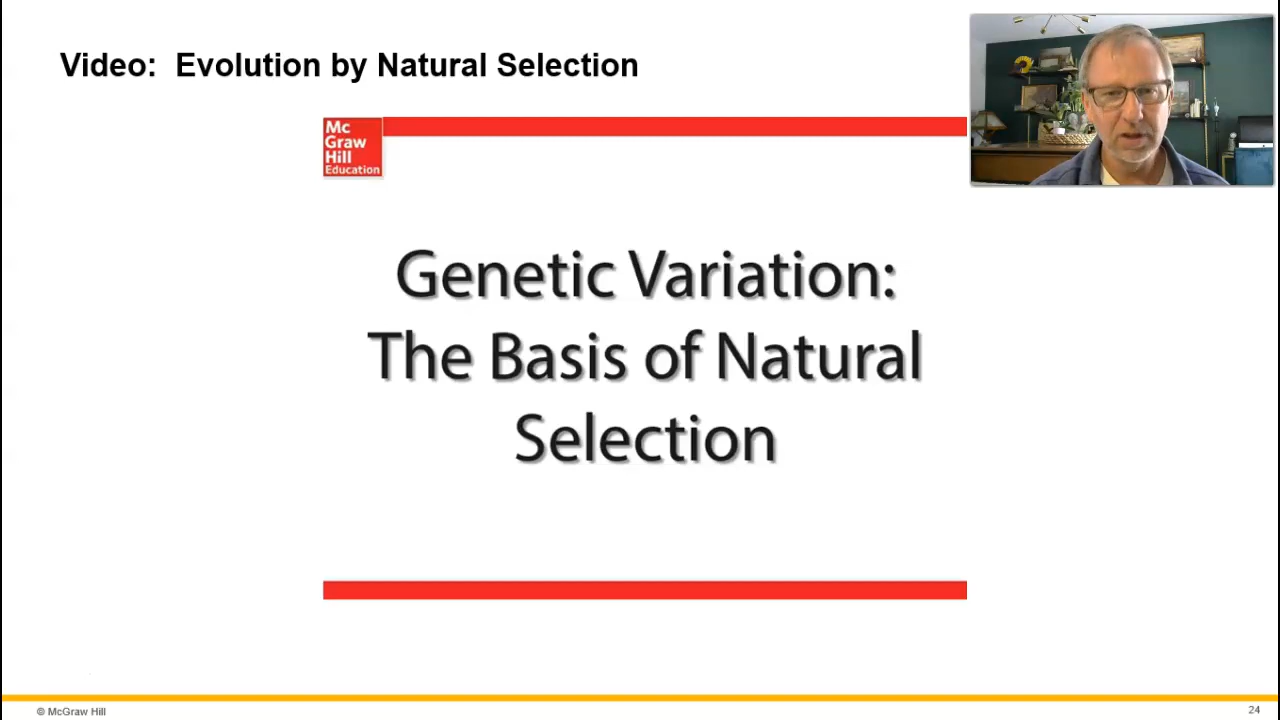 Video: Evolution by Natural Selection
Mc
Graw
Hill
Education
Genetic Variation:
The Basis of Natural
Selection
© McGraw Hill
24